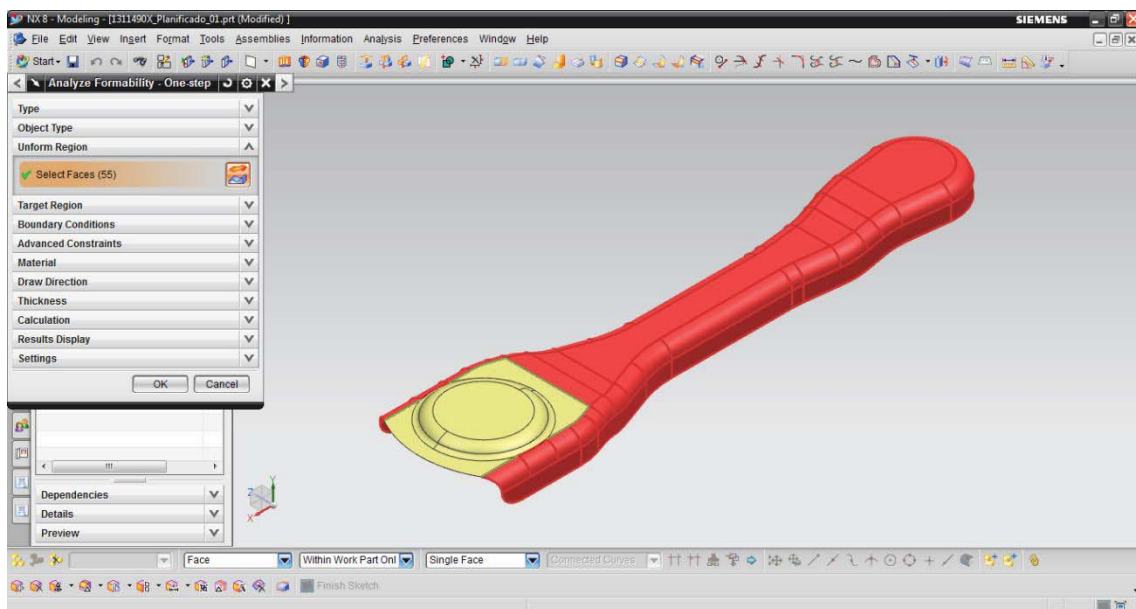 NX 8 - Modeling - [1311490X_Planificado_01.prt (Modified) ]
SIEMENS
File Edit View Insert Format Tools Assemblies Information Analysis Preferences Window Help
Start
Analyze Formability - One-step
Type
Object Type
Unform Region
Select Faces (55)
Target Region
Boundary Conditions
Advanced Constraints
Material
Draw Direction
Thickness
Calculation
Results Display
Settings
OK Cancel
Dependencies
Details
Preview
Z Y
X
Face Within Work Part Onl Single Face Connected Curves
Finish Sketch